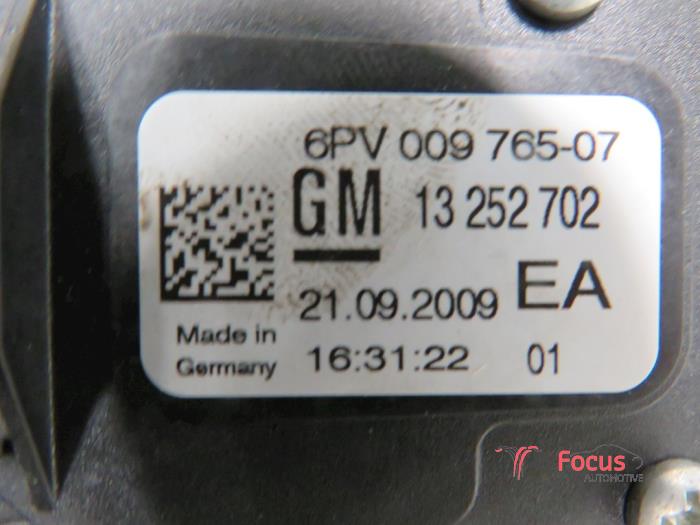 6PV 009 765-07
GM 13 252 702
21.09.2009 EA
Made in
Germany
16:31:22 01
Focus
AUTOMOTIVE